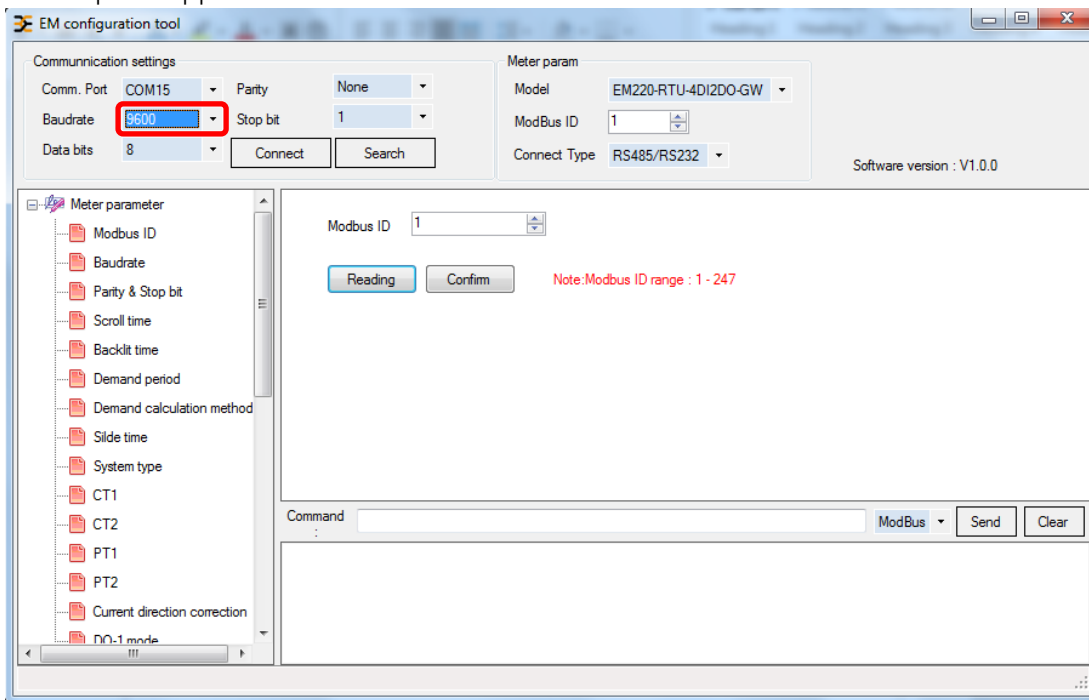 EM configuration tool
Communnication settings
Comm. Port COM15 Parity None
Baudrate 9600 Stop bit 1
Data bits 8 Connect Search
Meter param
Model EM220-RTU-4DI2DO-GW
ModBus ID 1
Connect Type RS485/RS232
Software version : V1.0.0
Meter parameter
Modbus ID
Baudrate
Parity & Stop bit
Scroll time
Backlit time
Demand period
Demand calculation method
Silde time
System type
CT1
CT2
PT1
PT2
Current direction correction
DO-1 mode
Modbus ID 1
Reading Confirm Note:Modbus ID range : 1 - 247
Command : ModBus Send Clear